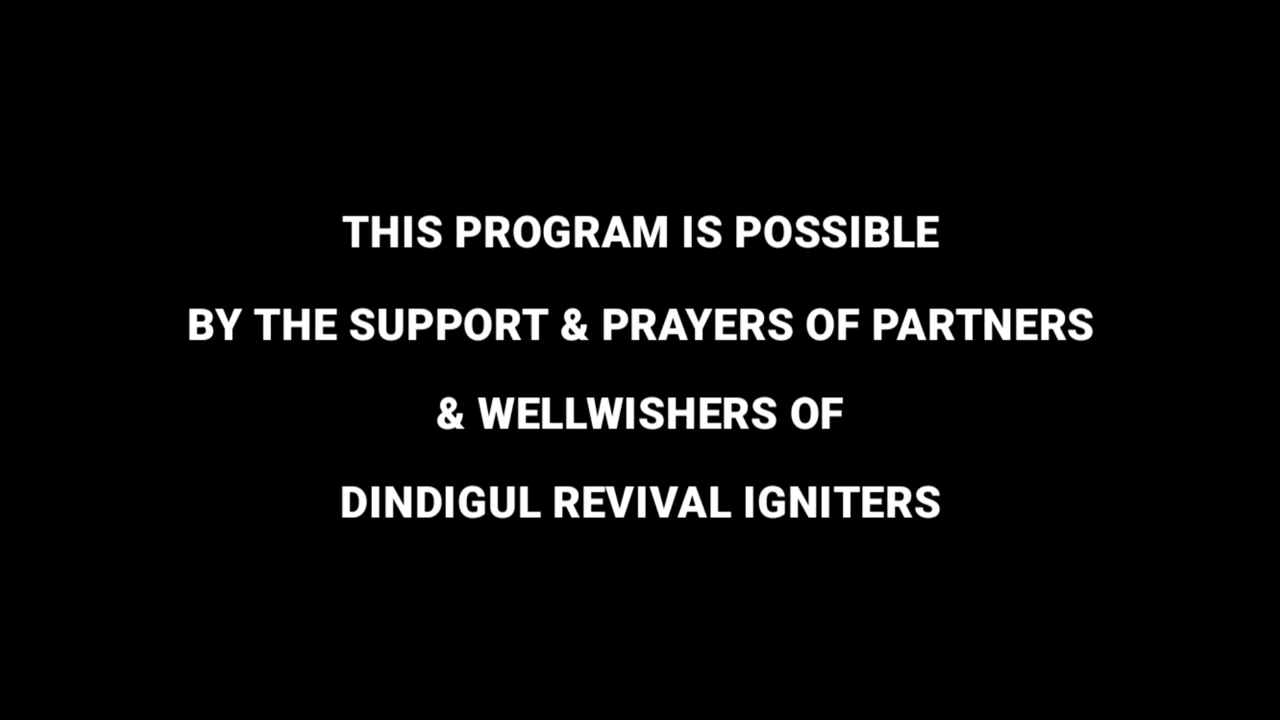 THIS PROGRAM IS POSSIBLE
BY THE SUPPORT & PRAYERS OF PARTNERS
& WELLWISHERS OF
DINDIGUL REVIVAL IGNITERS